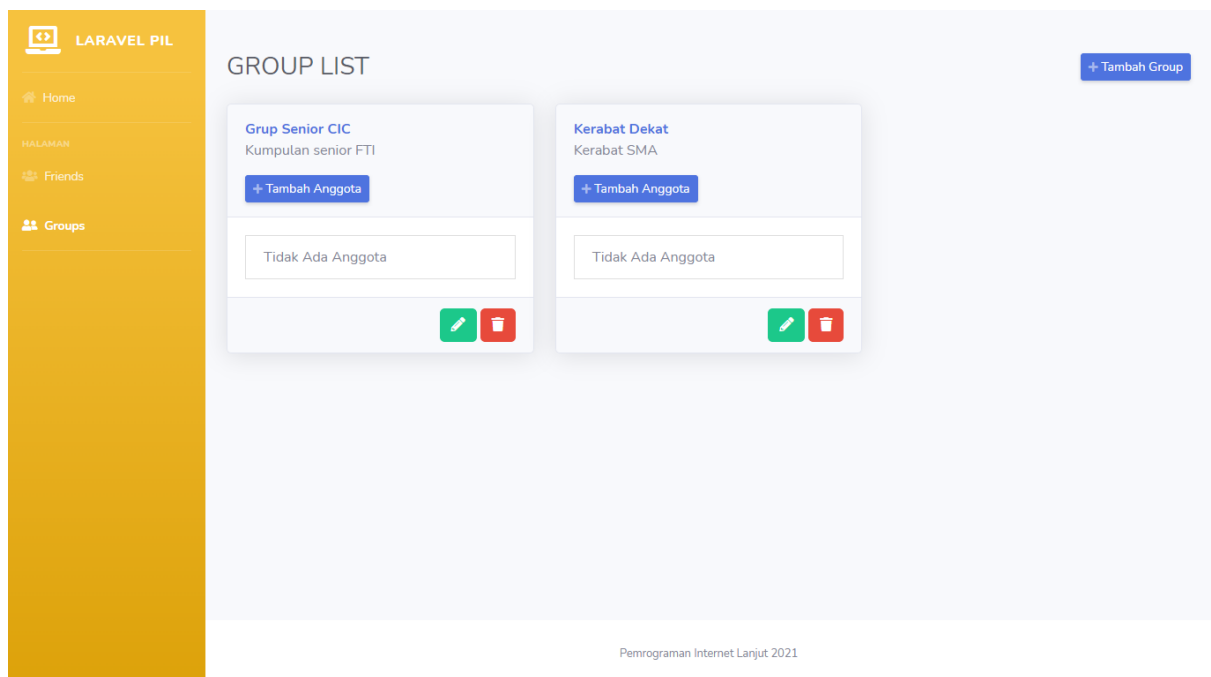 LARAVEL PIL
Home
HALAMAN
Friends
Groups
GROUP LIST
+ Tambah Group
Grup Senior CIC
Kumpulan senior FTI
+ Tambah Anggota
Tidak Ada Anggota
Kerabat Dekat
Kerabat SMA
+ Tambah Anggota
Tidak Ada Anggota
Pemrograman Internet Lanjut 2021